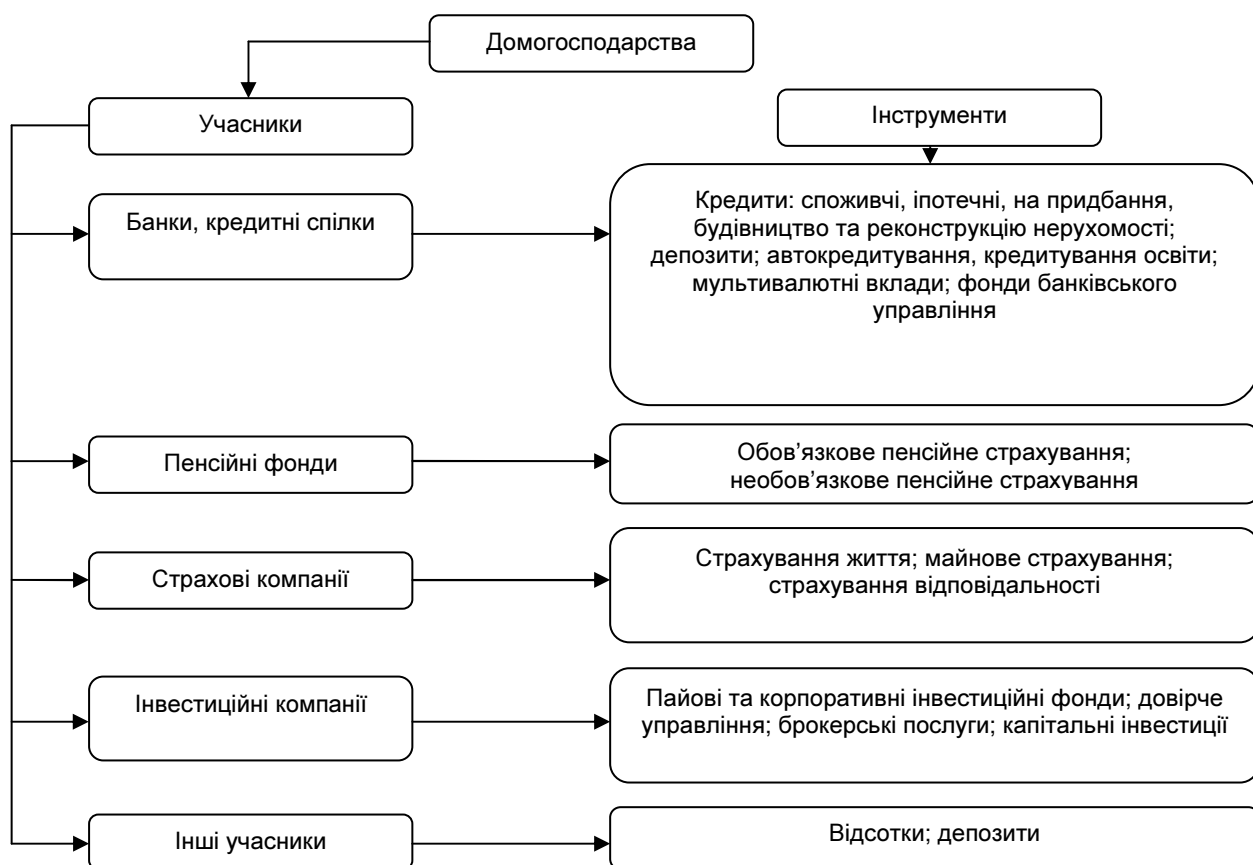 Домогосподарства
Учасники
Інструменти
Банки, кредитні спілки
Кредити: споживчі, іпотечні, на придбання,
будівництво та реконструкцію нерухомості;
депозити; автокредитування, кредитування освіти;
мультивалютні вклади; фонди банківського
управління
Пенсійні фонди
Обов’язкове пенсійне страхування;
необов’язкове пенсійне страхування
Страхові компанії
Страхування життя; майнове страхування;
страхування відповідальності
Інвестиційні компанії
Пайові та корпоративні інвестиційні фонди; довірче
управління; брокерські послуги; капітальні інвестиції
Інші учасники
Відсотки; депозити